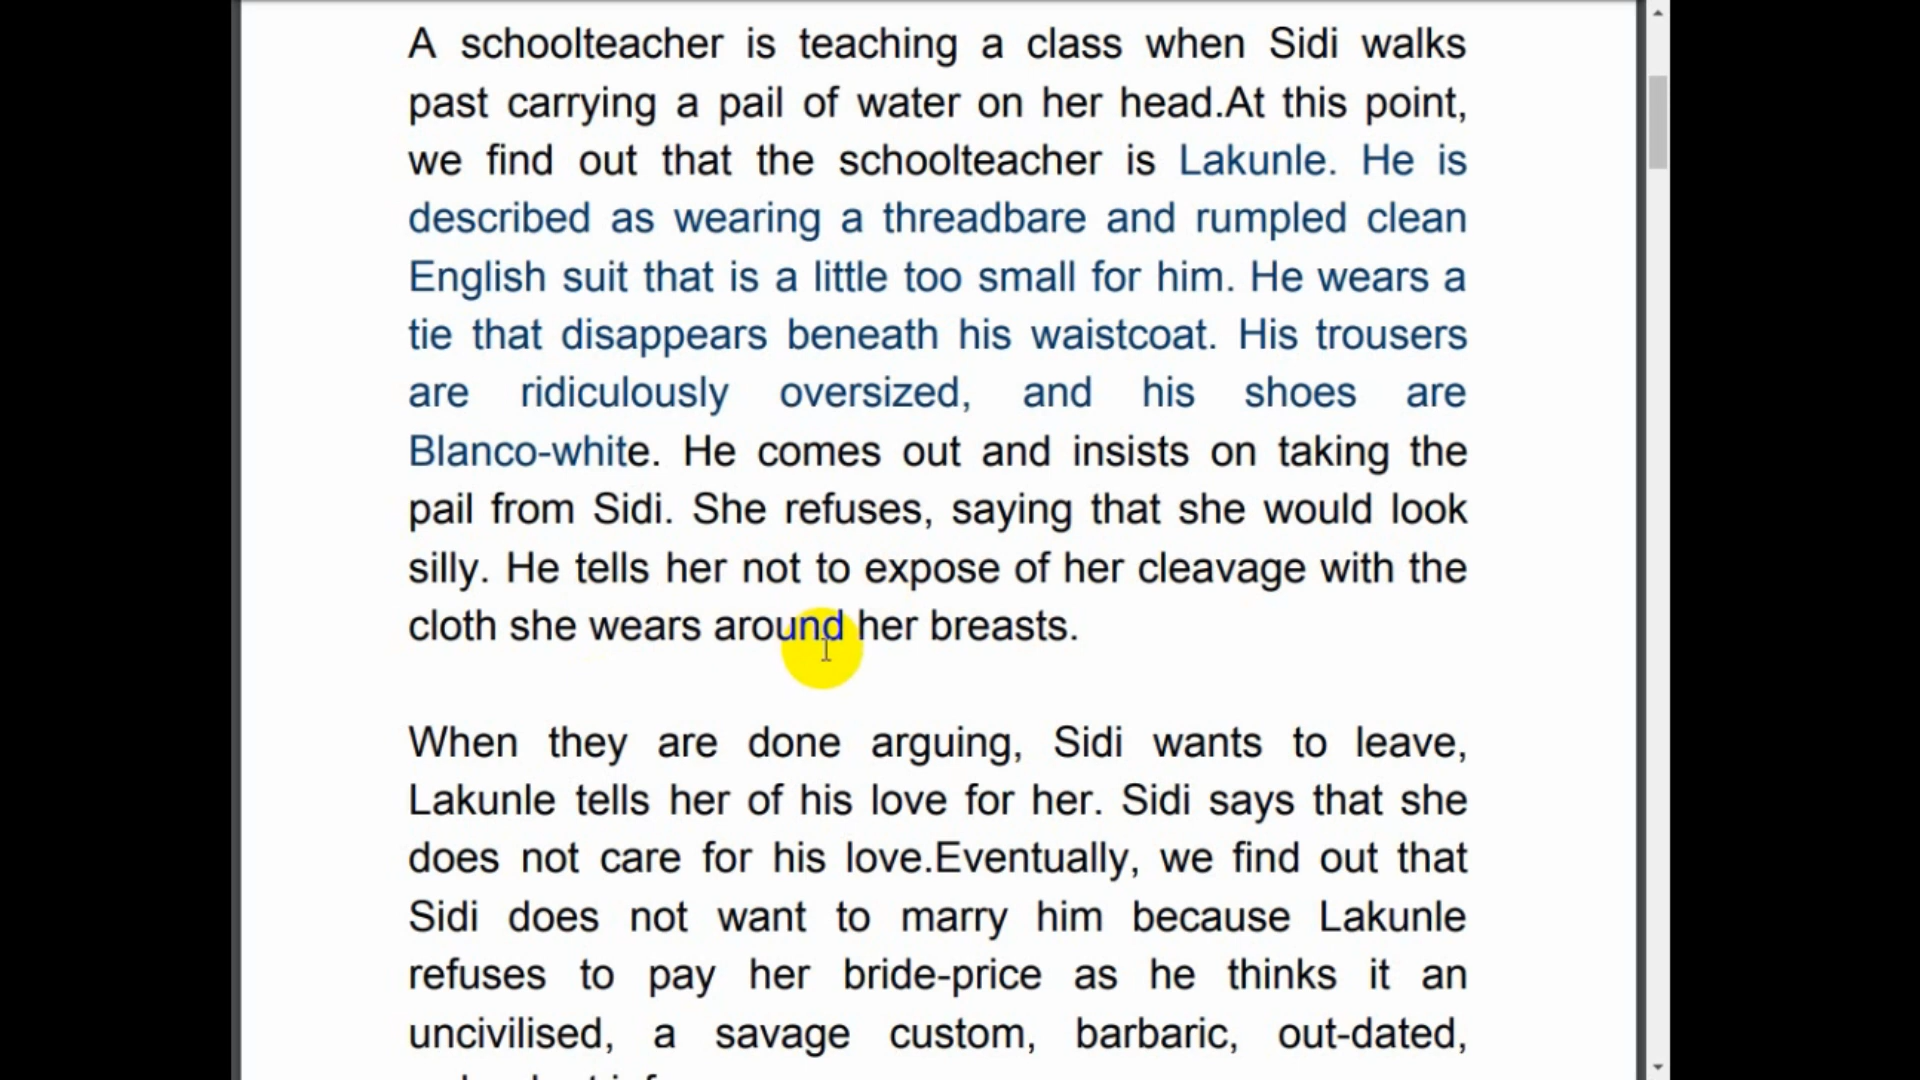 A schoolteacher is teaching a class when Sidi walks
past carrying a pail of water on her head.At this point,
we find out that the schoolteacher is Lakunle. He is
described as wearing a threadbare and rumpled clean
English suit that is a little too small for him. He wears a
tie that disappears beneath his waistcoat. His trousers
are ridiculously oversized, and his shoes are
Blanco-white. He comes out and insists on taking the
pail from Sidi. She refuses, saying that she would look
silly. He tells her not to expose of her cleavage with the
cloth she wears around her breasts.
When they are done arguing, Sidi wants to leave,
Lakunle tells her of his love for her. Sidi says that she
does not care for his love.Eventually, we find out that
Sidi does not want to marry him because Lakunle
refuses to pay her bride-price as he thinks it an
uncivilised, a savage custom, barbaric, out-dated,